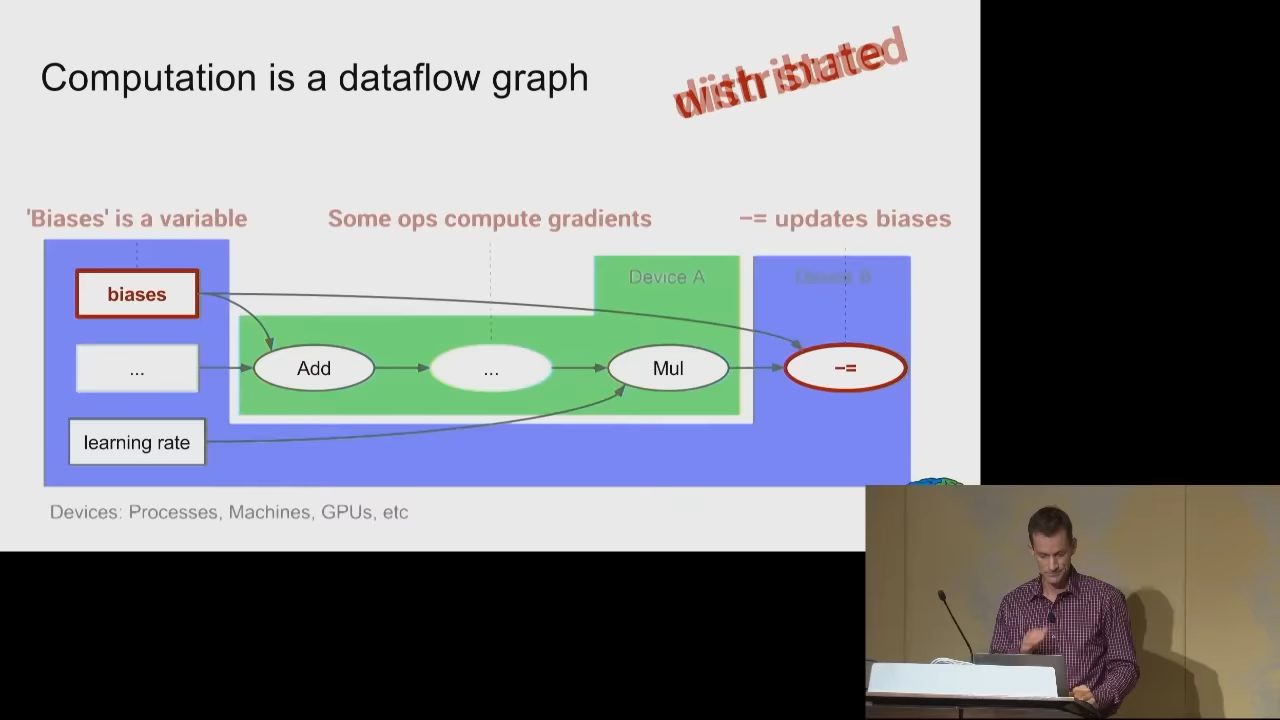 Computation is a dataflow graph
'Biases' is a variable
Some ops compute gradients
−= updates biases
Device A
Device B
biases
...
Add
...
Mul
−=
learning rate
Devices: Processes, Machines, GPUs, etc